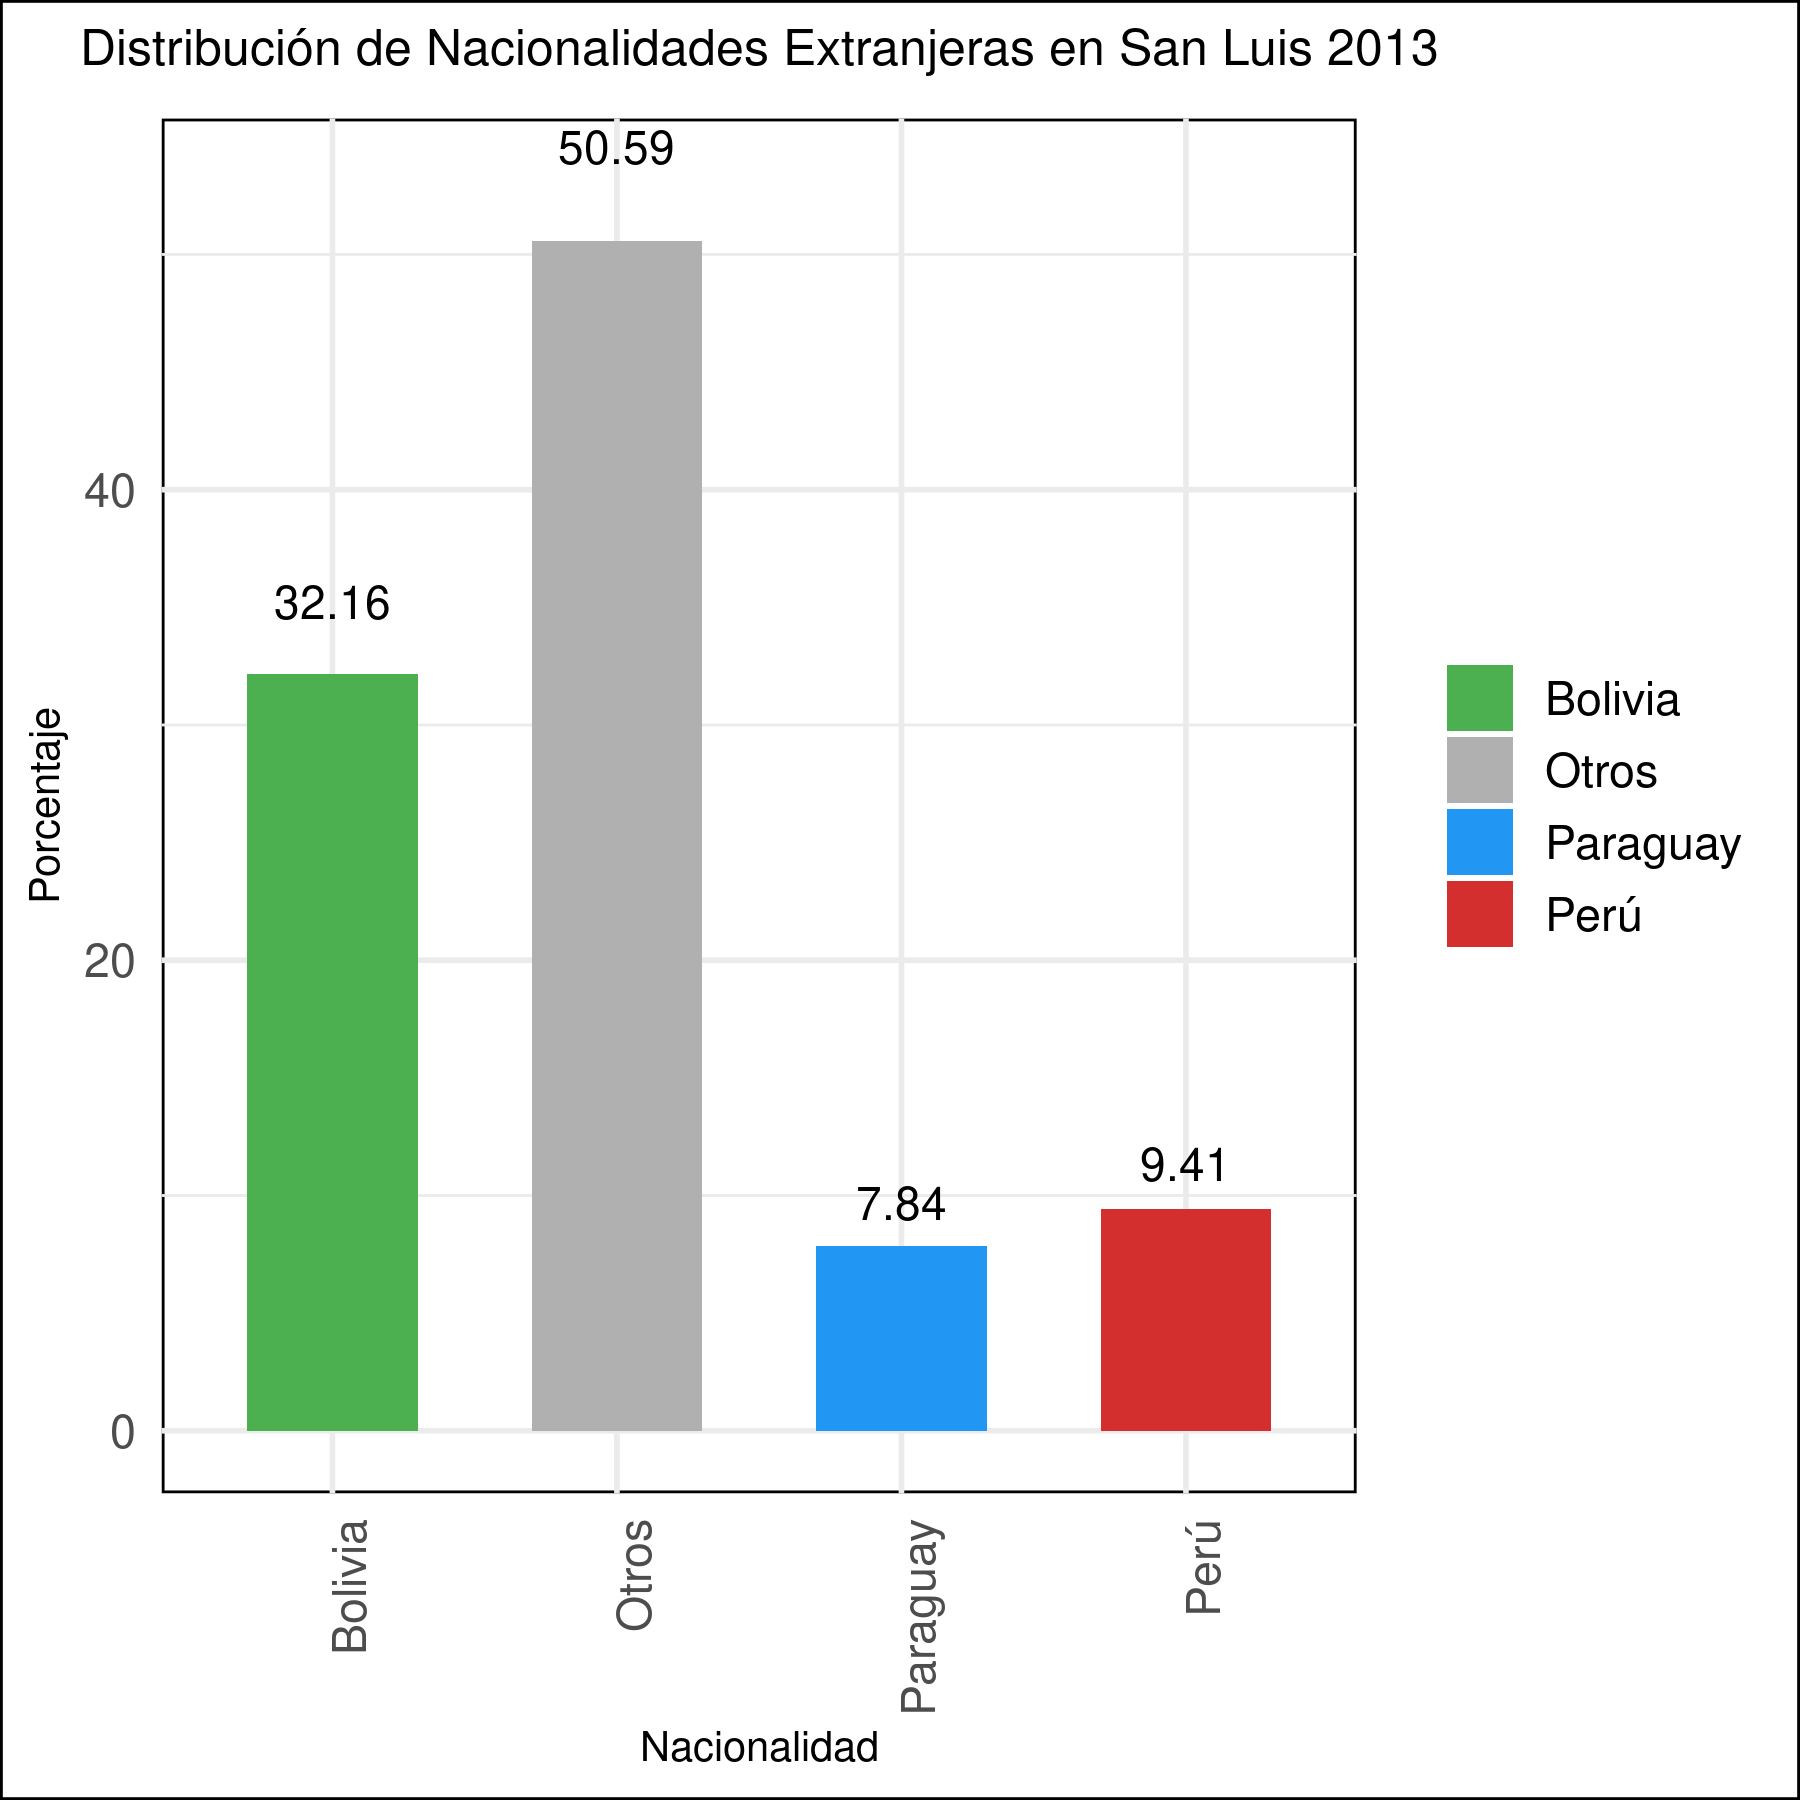 Distribución de Nacionalidades Extranjeras en San Luis 2013
50.59
40
32.16
Bolivia
Otros
Paraguay
Perú
Porcentaje
20
9.41
7.84
0
Bolivia
Otros
Paraguay
Perú
Nacionalidad